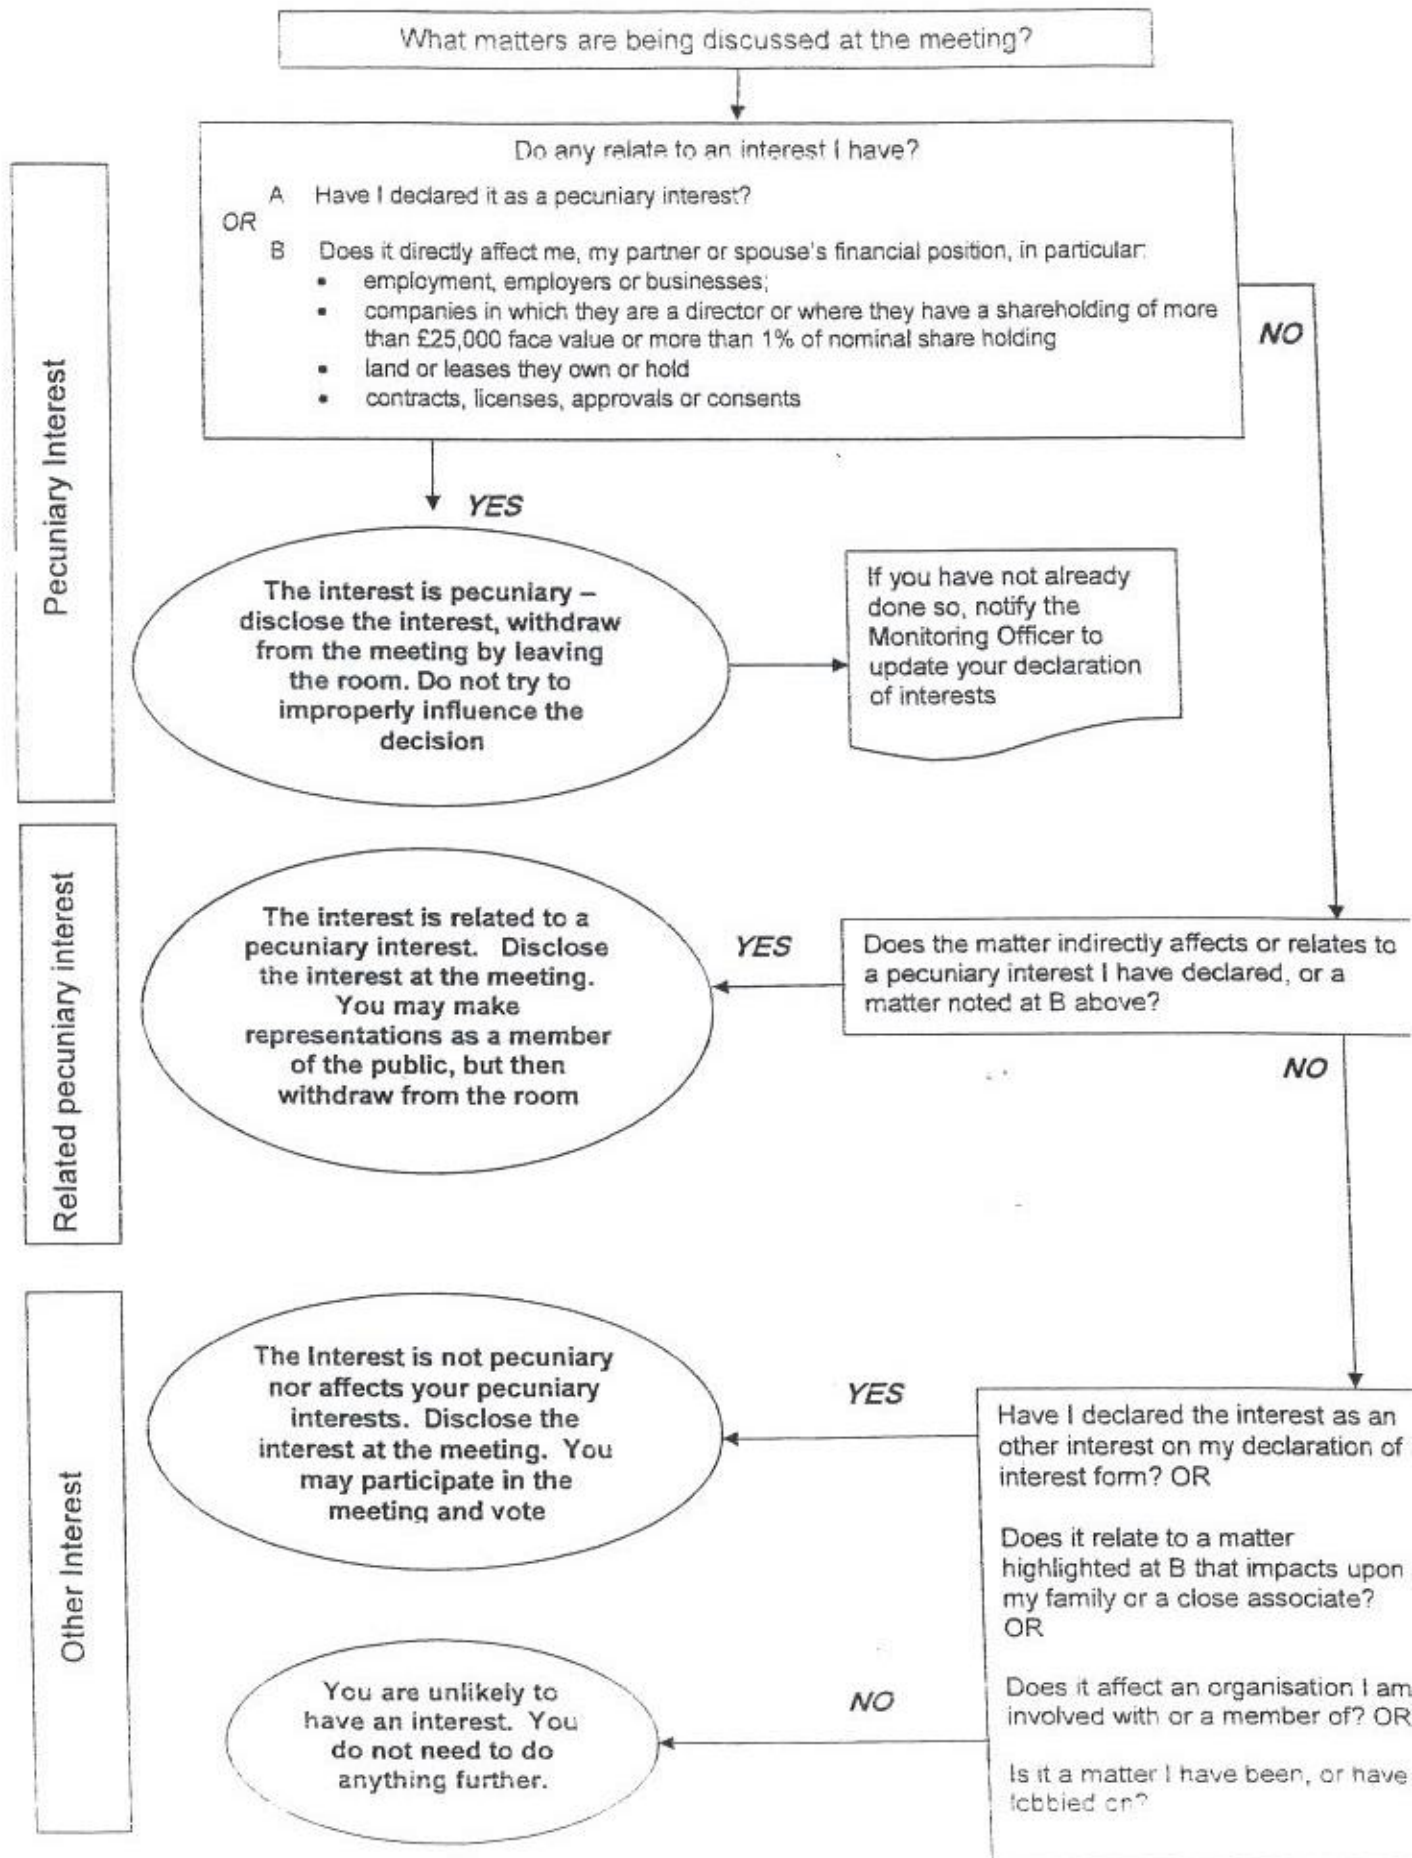 What matters are being discussed at the meeting?
Do any relate to an interest I have?
A Have I declared it as a pecuniary interest?
OR
B Does it directly affect me, my partner or spouse's financial position, in particular:
• employment, employers or businesses;
• companies in which they are a director or where they have a shareholding of more
than £25,000 face value or more than 1% of nominal share holding
• land or leases they own or hold
• contracts, licenses, approvals or consents
NO
Pecuniary Interest
YES
The interest is pecuniary –
disclose the interest, withdraw
from the meeting by leaving
the room. Do not try to
improperly influence the
decision
If you have not already
done so, notify the
Monitoring Officer to
update your declaration
of interests
Related pecuniary interest
The interest is related to a
pecuniary interest. Disclose
the interest at the meeting.
You may make
representations as a member
of the public, but then
withdraw from the room
YES
Does the matter indirectly affects or relates to
a pecuniary interest I have declared, or a
matter noted at B above?
NO
Other Interest
The Interest is not pecuniary
nor affects your pecuniary
interests. Disclose the
interest at the meeting. You
may participate in the
meeting and vote
YES
Have I declared the interest as an
other interest on my declaration of
interest form? OR
Does it relate to a matter
highlighted at B that impacts upon
my family or a close associate?
OR
Does it affect an organisation I am
involved with or a member of? OR
Is it a matter I have been, or have
lobbied on?
NO
You are unlikely to
have an interest. You
do not need to do
anything further.